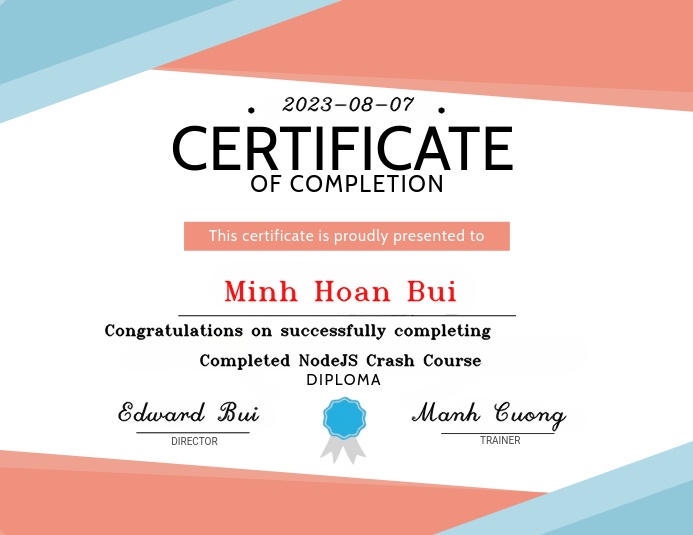 2023-08-07
CERTIFICATE
OF COMPLETION
This certificate is proudly presented to
Minh Hoan Bui
Congratulations on successfully completing
Completed NodeJS Crash Course
DIPLOMA
Edward Bui
DIRECTOR
Manh Cuong
TRAINER